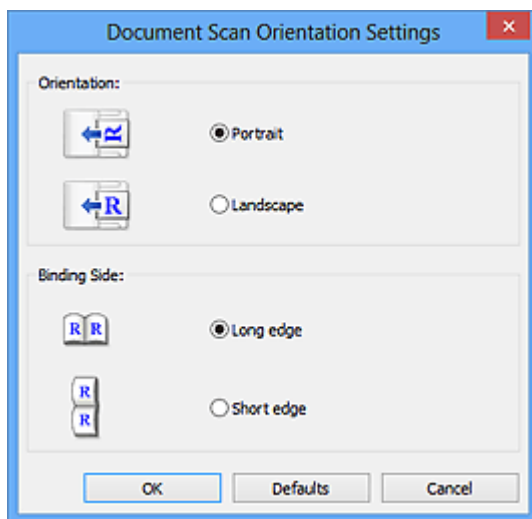 Document Scan Orientation Settings
Orientation:
R
Portrait
R
Landscape
Binding Side:
R R
Long edge
R
R
Short edge
OK Defaults Cancel